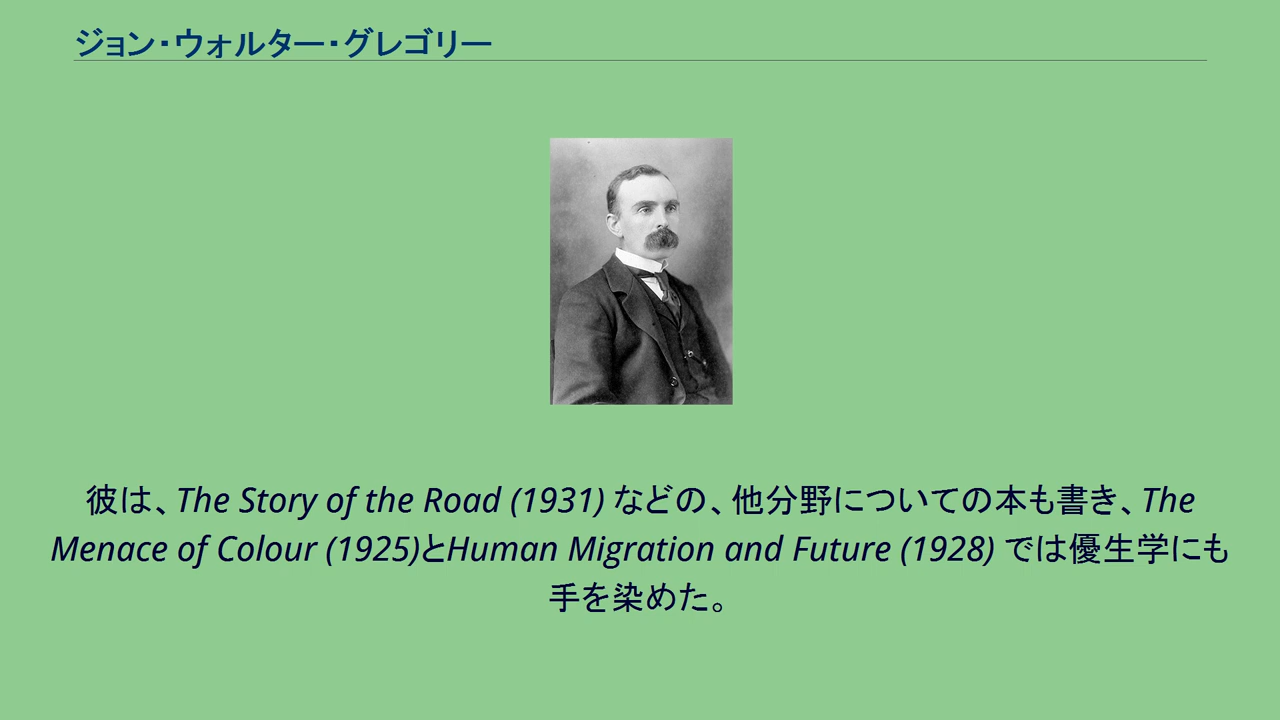 ジョン・ウォルター・グレゴリー
彼は、The Story of the Road (1931) などの、他分野についての本も書き、The
Menace of Colour (1925)とHuman Migration and Future (1928) では優生学にも
手を染めた。